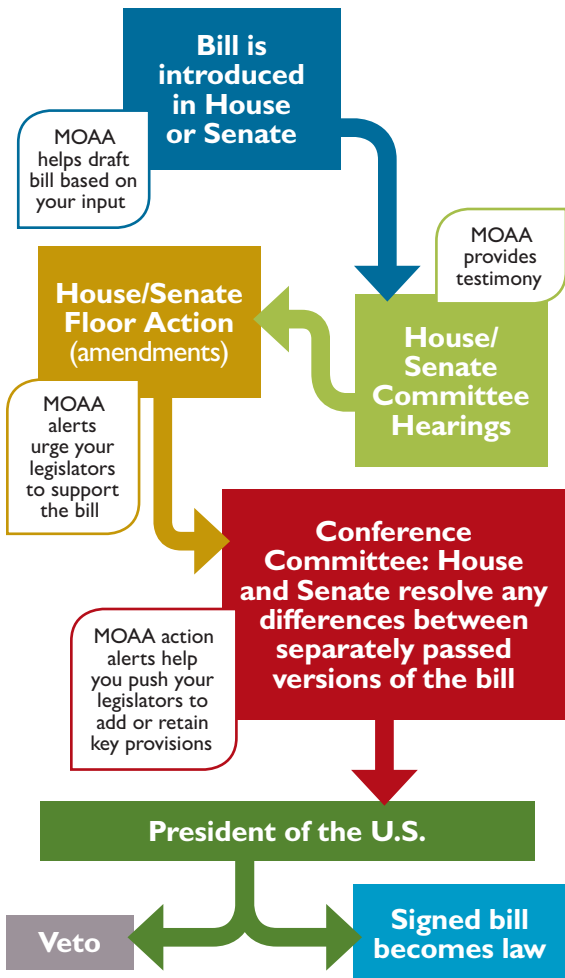 Bill is
introduced
in House
or Senate
MOAA
helps draft
bill based on
your input
MOAA
provides
testimony
House/
Senate
Committee
Hearings
House/Senate
Floor Action
(amendments)
MOAA
alerts
urge your
legislators
to support
the bill
Conference
Committee: House
and Senate resolve any
differences between
separately passed
versions of the bill
MOAA action
alerts help
you push your
legislators to
add or retain
key provisions
President of the U.S.
Veto
Signed bill
becomes law